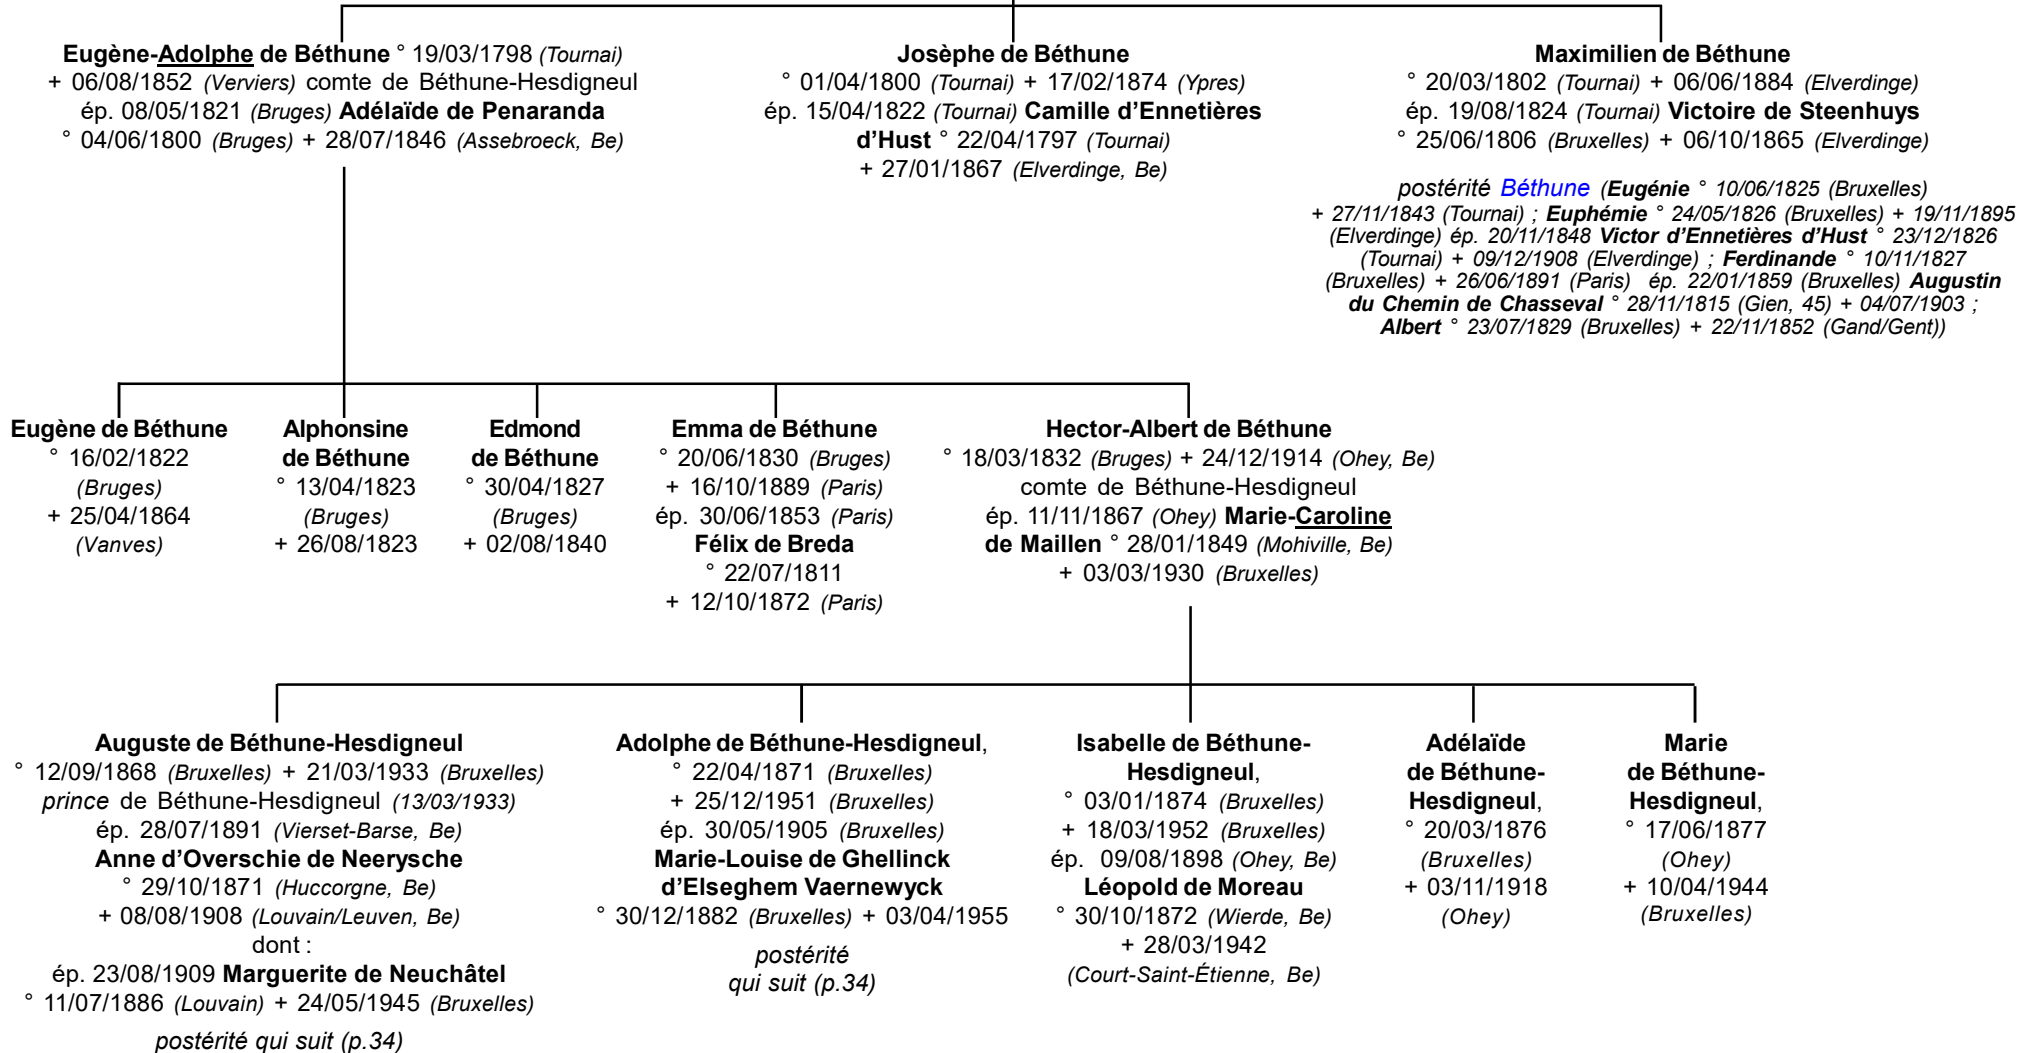 Eugène-Adolphe de Béthune ° 19/03/1798 (Tournai)
+ 06/08/1852 (Verviers) comte de Béthune-Hesdigneul
ép. 08/05/1821 (Bruges) Adélaïde de Penaranda
° 04/06/1800 (Bruges) + 28/07/1846 (Assebroeck, Be)
Josèphe de Béthune
° 01/04/1800 (Tournai) + 17/02/1874 (Ypres)
ép. 15/04/1822 (Tournai) Camille d’Ennetières
d’Hust ° 22/04/1797 (Tournai)
+ 27/01/1867 (Elverdinge, Be)
Maximilien de Béthune
° 20/03/1802 (Tournai) + 06/06/1884 (Elverdinge)
ép. 19/08/1824 (Tournai) Victoire de Steenhuys
° 25/06/1806 (Bruxelles) + 06/10/1865 (Elverdinge)
postérité Béthune (Eugénie ° 10/06/1825 (Bruxelles)
+ 27/11/1843 (Tournai) ; Euphémie ° 24/05/1826 (Bruxelles) + 19/11/1895
(Elverdinge) ép. 20/11/1848 Victor d’Ennetières d’Hust ° 23/12/1826
(Tournai) + 09/12/1908 (Elverdinge) ; Ferdinande ° 10/11/1827
(Bruxelles) + 26/06/1891 (Paris) ép. 22/01/1859 (Bruxelles) Augustin
du Chemin de Chasseval ° 28/11/1815 (Gien, 45) + 04/07/1903 ;
Albert ° 23/07/1829 (Bruxelles) + 22/11/1852 (Gand/Gent))
Eugène de Béthune
° 16/02/1822
(Bruges)
+ 25/04/1864
(Vanves)
Alphonsine
de Béthune
° 13/04/1823
(Bruges)
+ 26/08/1823
Edmond
de Béthune
° 30/04/1827
(Bruges)
+ 02/08/1840
Emma de Béthune
° 20/06/1830 (Bruges)
+ 16/10/1889 (Paris)
ép. 30/06/1853 (Paris)
Félix de Breda
° 22/07/1811
+ 12/10/1872 (Paris)
Hector-Albert de Béthune
° 18/03/1832 (Bruges) + 24/12/1914 (Ohey, Be)
comte de Béthune-Hesdigneul
ép. 11/11/1867 (Ohey) Marie-Caroline
de Maillen ° 28/01/1849 (Mohiville, Be)
+ 03/03/1930 (Bruxelles)
Auguste de Béthune-Hesdigneul
° 12/09/1868 (Bruxelles) + 21/03/1933 (Bruxelles)
prince de Béthune-Hesdigneul (13/03/1933)
ép. 28/07/1891 (Vierset-Barse, Be)
Anne d’Overschie de Neerysche
° 29/10/1871 (Huccorgne, Be)
+ 08/08/1908 (Louvain/Leuven, Be)
dont :
ép. 23/08/1909 Marguerite de Neuchâtel
° 11/07/1886 (Louvain) + 24/05/1945 (Bruxelles)
postérité qui suit (p.34)
Adolphe de Béthune-Hesdigneul,
° 22/04/1871 (Bruxelles)
+ 25/12/1951 (Bruxelles)
ép. 30/05/1905 (Bruxelles)
Marie-Louise de Ghellinck
d’Elseghem Vaernewyck
° 30/12/1882 (Bruxelles) + 03/04/1955
postérité
qui suit (p.34)
Isabelle de Béthune-
Hesdigneul,
° 03/01/1874 (Bruxelles)
+ 18/03/1952 (Bruxelles)
ép. 09/08/1898 (Ohey, Be)
Léopold de Moreau
° 30/10/1872 (Wierde, Be)
+ 28/03/1942
(Court-Saint-Étienne, Be)
Adélaïde
de Béthune-
Hesdigneul,
° 20/03/1876
(Bruxelles)
+ 03/11/1918
(Ohey)
Marie
de Béthune-
Hesdigneul,
° 17/06/1877
(Ohey)
+ 10/04/1944
(Bruxelles)